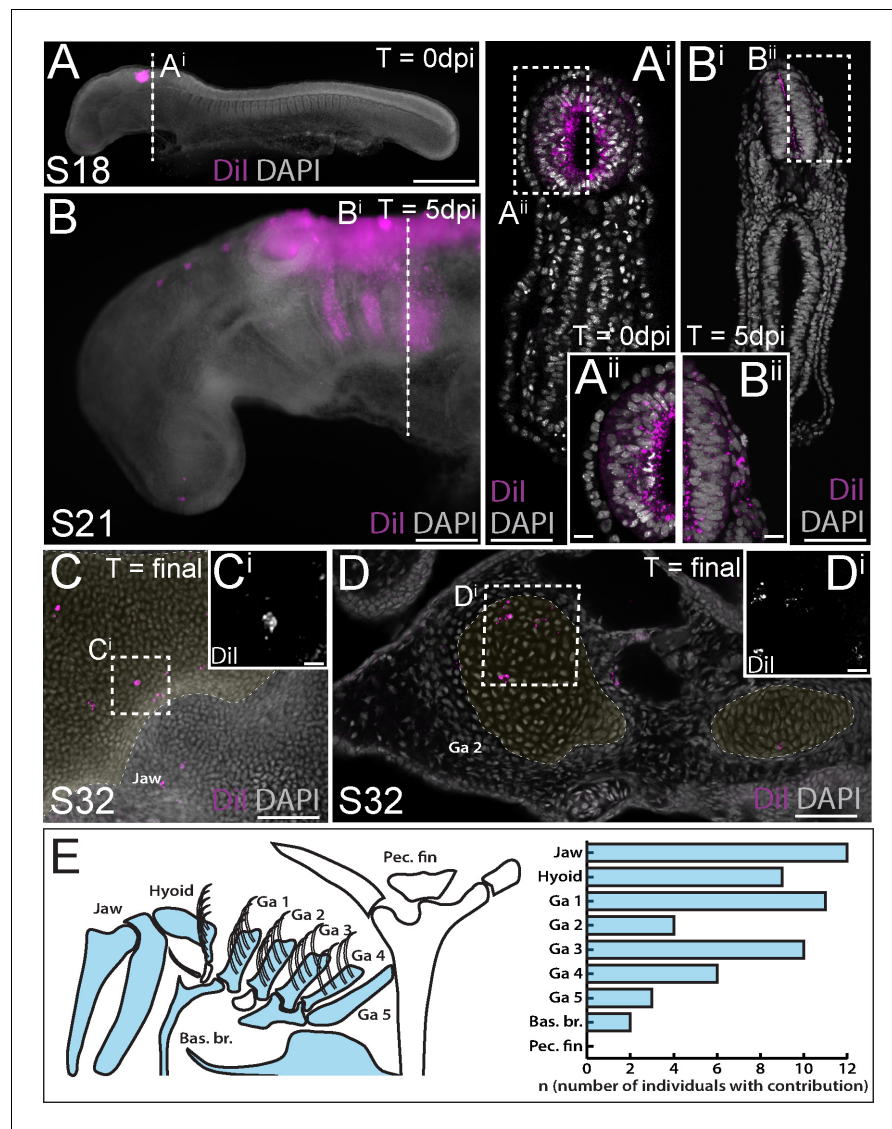 A
Aⁱ
T = 0dpi
S18
DiI DAPI
B
Bⁱ
T = 5dpi
S21
DiI DAPI
Aⁱ
Aⁱⁱ
T = 0dpi
DiI
DAPI
Bⁱ
Bⁱⁱ
T = 5dpi
DiI
DAPI
Aⁱⁱ
Bⁱⁱ
C
T = final
Cⁱ
Cⁱ
DiI
Jaw
S32
DiI DAPI
D
T = final
Dⁱ
Dⁱ
DiI
Ga 2
S32
DiI DAPI
E
Jaw
Hyoid
Ga 1
Ga 2
Ga 3
Ga 4
Ga 5
Bas. br.
Pec. fin
Jaw
Hyoid
Ga 1
Ga 2
Ga 3
Ga 4
Ga 5
Bas. br.
Pec. fin
0 2 4 6 8 10 12
n (number of individuals with contribution)